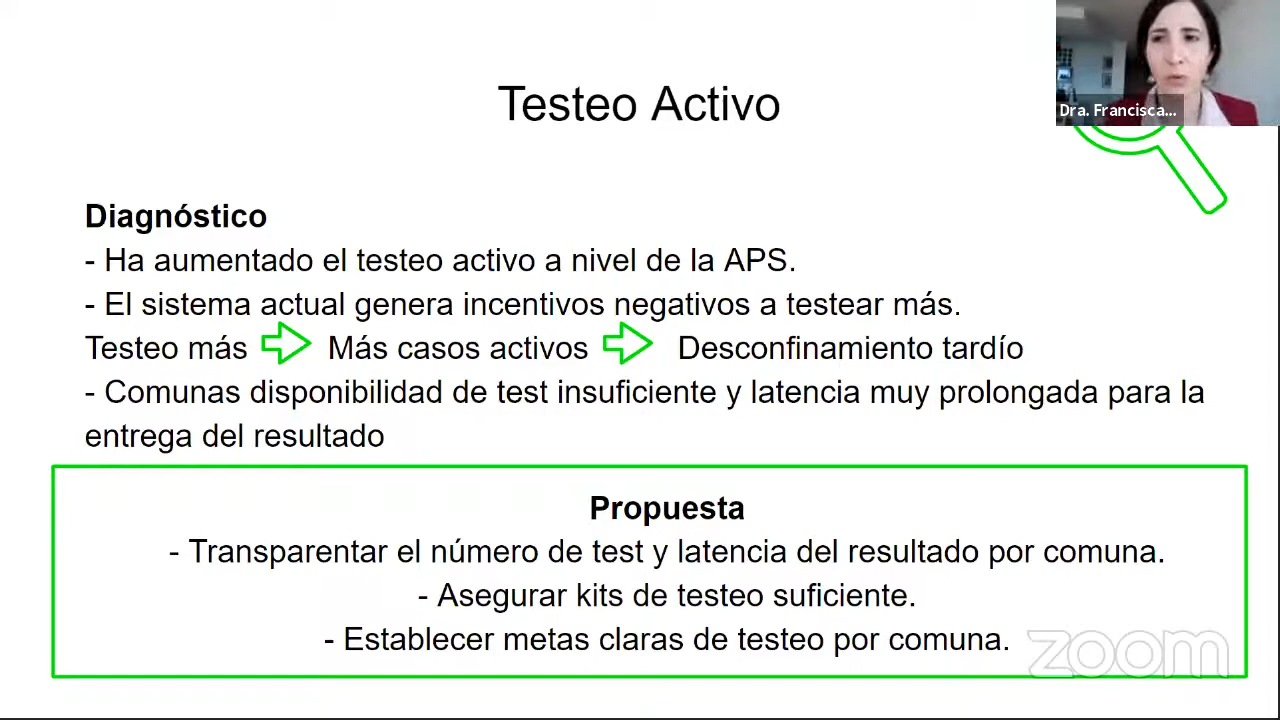 Testeo Activo
Dra. Francisca...
Diagnóstico
- Ha aumentado el testeo activo a nivel de la APS.
- El sistema actual genera incentivos negativos a testear más.
Testeo más Más casos activos Desconfinamiento tardío
- Comunas disponibilidad de test insuficiente y latencia muy prolongada para la
entrega del resultado
Propuesta
- Transparentar el número de test y latencia del resultado por comuna.
- Asegurar kits de testeo suficiente.
- Establecer metas claras de testeo por comuna.
zoom